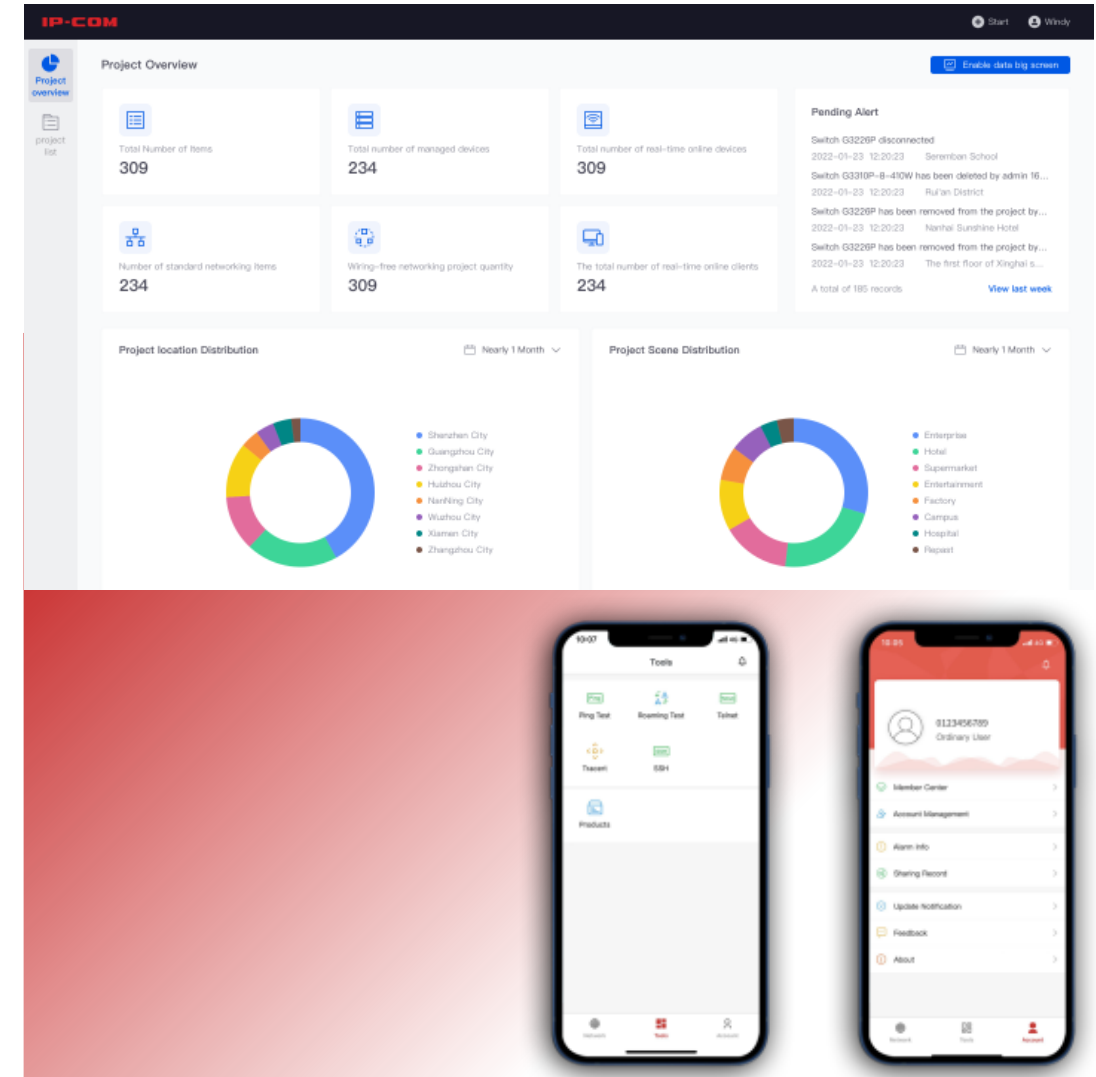 IP-COM
Start
Windy
Project overview
project list
Project Overview
Enable data big screen
Total Number of Items
309
Total number of managed devices
234
Total number of real-time online devices
309
Number of standard networking items
234
Wiring-free networking project quantity
309
The total number of real-time online clients
234
Pending Alert
Switch G3226P disconnected
2022-01-23 12:20:23 Seremban School
Switch G3310P-8-410W has been deleted by admin 16...
2022-01-23 12:20:23 Rui'an District
Switch G3226P has been removed from the project by...
2022-01-23 12:20:23 Nanhai Sunshine Hotel
Switch G3226P has been removed from the project by...
2022-01-23 12:20:23 The first floor of Xinghai s...
A total of 185 records View last week
Project location Distribution
Nearly 1 Month
Shenzhen City
Guangzhou City
Zhongshan City
Huizhou City
NanNing City
Wuzhou City
Xiamen City
Zhangzhou City
Project Scene Distribution
Nearly 1 Month
Enterprise
Hotel
Supermarket
Entertainment
Factory
Campus
Hospital
Repast
10:07
4G
Tools
Ping
Ping Test
Roaming Test
Telnet
Tracert
SSH
Products
Network
Tools
Account
4G
0123456789
Ordinary User
Member Center
Account Management
Alarm Info
Sharing Record
Update Notification
Feedback
About
Network
Tools
Account